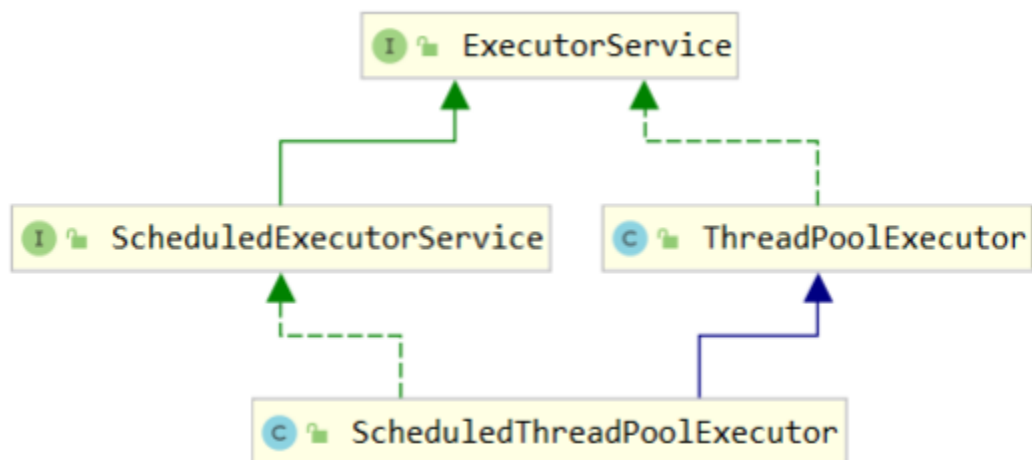 I ExecutorService
I ScheduledExecutorService
C ThreadPoolExecutor
C ScheduledThreadPoolExecutor